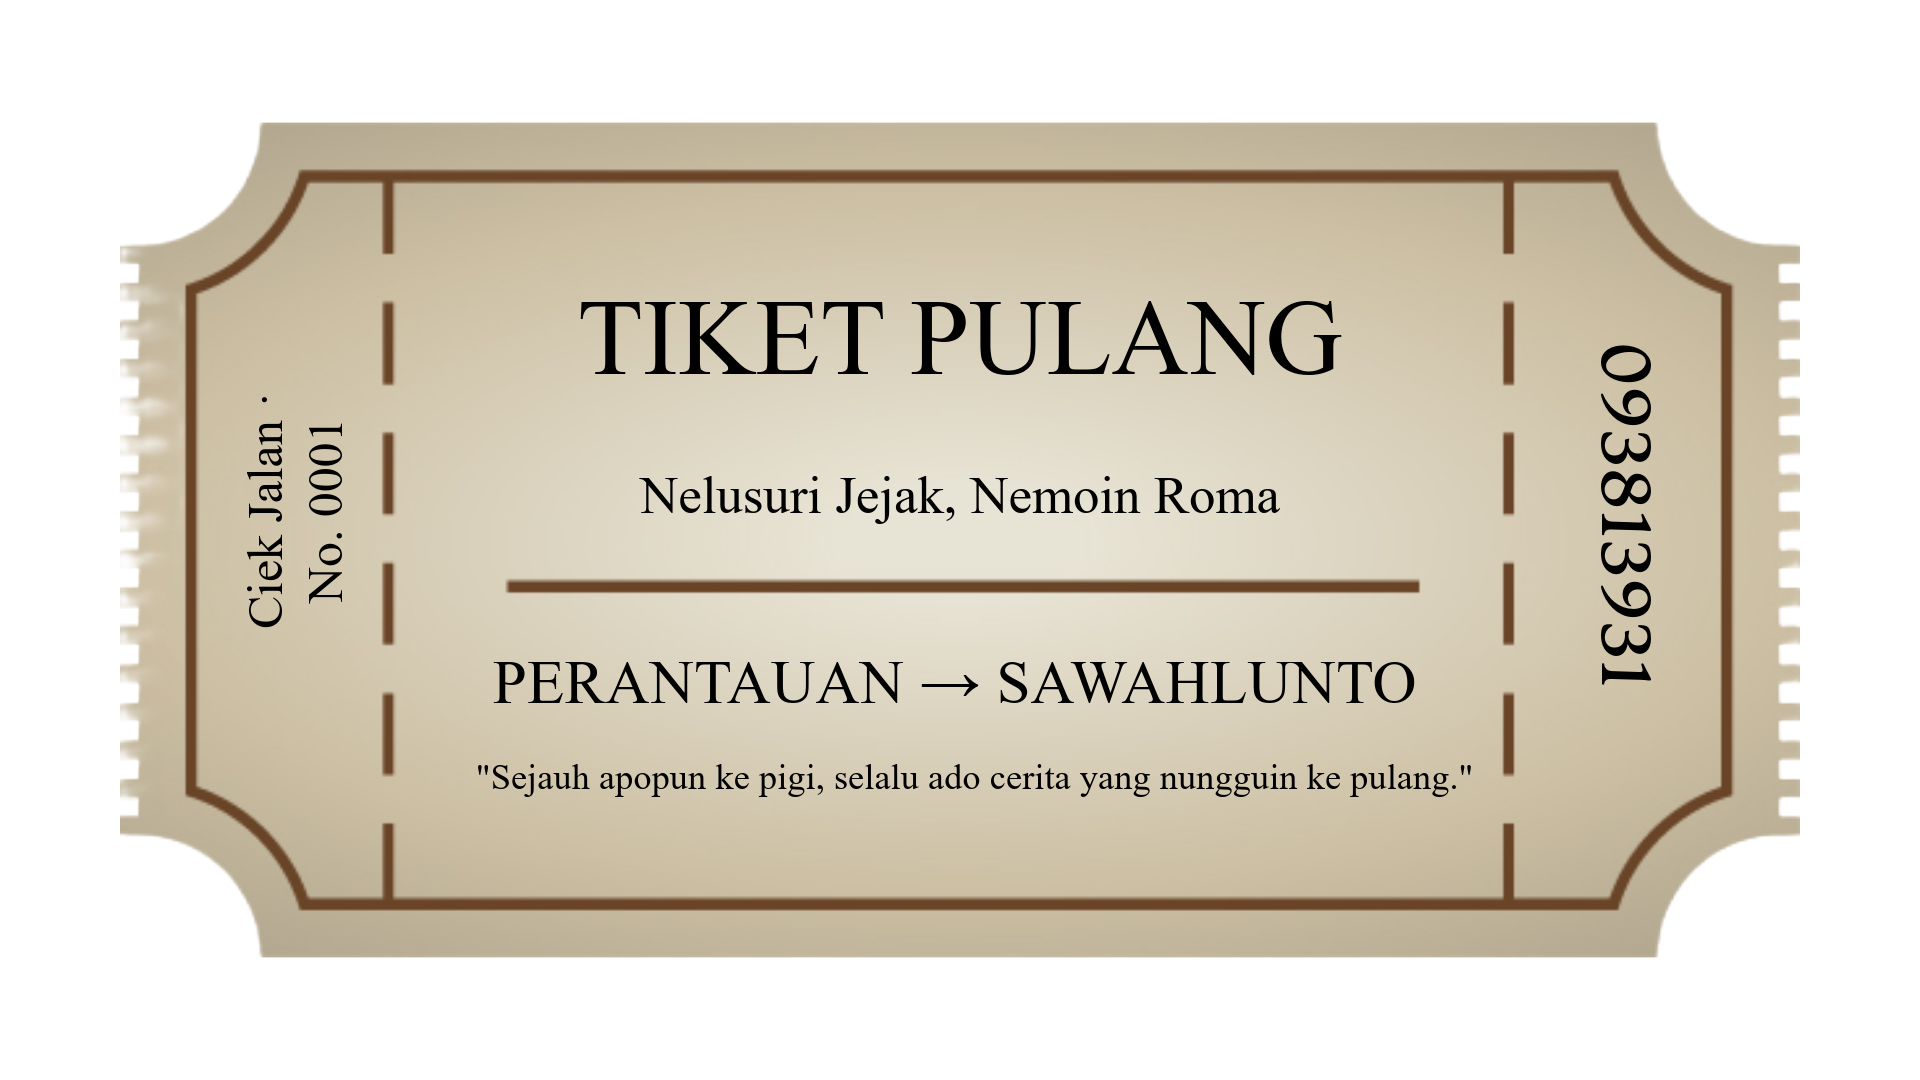 Ciek Jalan ·
No. 0001
TIKET PULANG
Nelusuri Jejak, Nemoin Roma
PERANTAUAN → SAWAHLUNTO
"Sejauh apopun ke pigi, selalu ado cerita yang nungguin ke pulang."
093813931